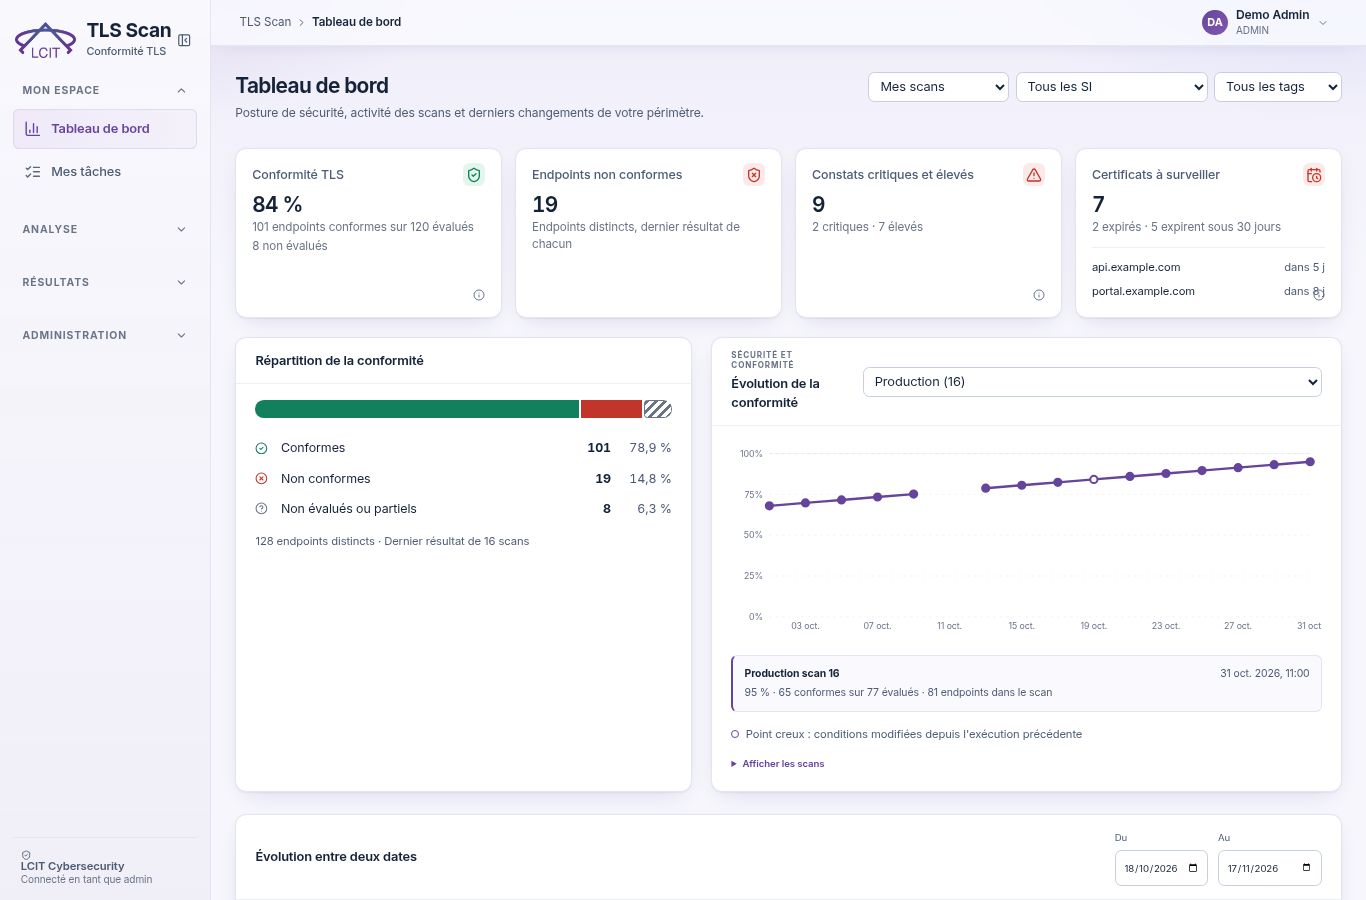 LCIT
TLS Scan
Conformité TLS
MON ESPACE
Tableau de bord
Mes tâches
ANALYSE
RÉSULTATS
ADMINISTRATION
LCIT Cybersecurity
Connecté en tant que admin
TLS Scan > Tableau de bord
DA
Demo Admin
ADMIN
Tableau de bord
Posture de sécurité, activité des scans et derniers changements de votre périmètre.
Mes scans
Tous les SI
Tous les tags
Conformité TLS
84 %
101 endpoints conformes sur 120 évalués
8 non évalués
Endpoints non conformes
19
Endpoints distincts, dernier résultat de
chacun
Constats critiques et élevés
9
2 critiques · 7 élevés
Certificats à surveiller
7
2 expirés · 5 expirent sous 30 jours
api.example.com dans 5 j
portal.example.com dans 8 j
Répartition de la conformité
Conformes 101 78,9 %
Non conformes 19 14,8 %
Non évalués ou partiels 8 6,3 %
128 endpoints distincts · Dernier résultat de 16 scans
SÉCURITÉ ET
CONFORMITÉ
Évolution de la
conformité
Production (16)
100%
75%
50%
25%
0%
03 oct. 07 oct. 11 oct. 15 oct. 19 oct. 23 oct. 27 oct. 31 oct
Production scan 16 31 oct. 2026, 11:00
95 % · 65 conformes sur 77 évalués · 81 endpoints dans le scan
Point creux : conditions modifiées depuis l'exécution précédente
Afficher les scans
Évolution entre deux dates
Du
18/10/2026
Au
17/11/2026